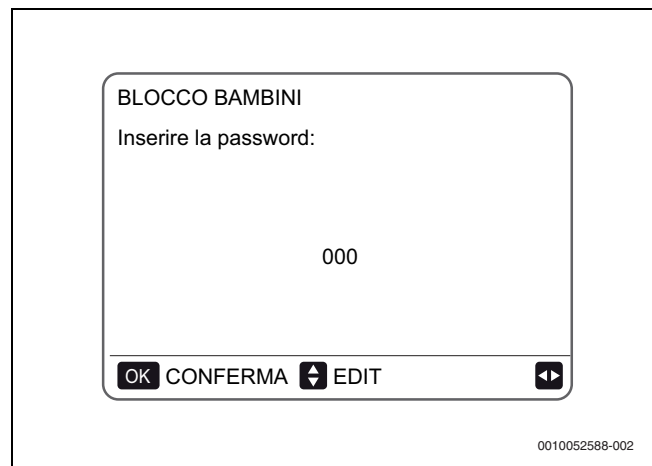 BLOCCO BAMBINI
Inserire la password:
000
OK CONFERMA EDIT
0010052588-002